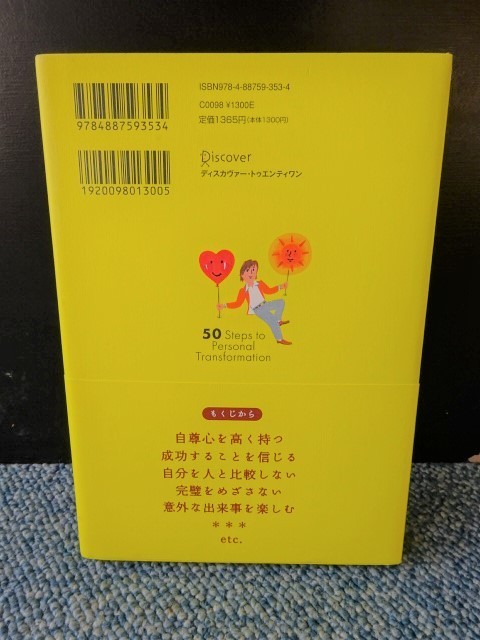 ISBN978-4-88759-353-4
C0098 ¥1300E
定価1365円(本体1300円)
9784887593534
Discover
ディスカヴァー・トゥエンティワン
1920098013005
50 Steps to
Personal
Transformation
もくじから
自尊心を高く持つ
成功することを信じる
自分を人と比較しない
完璧をめざさない
意外な出来事を楽しむ
＊＊＊
etc.